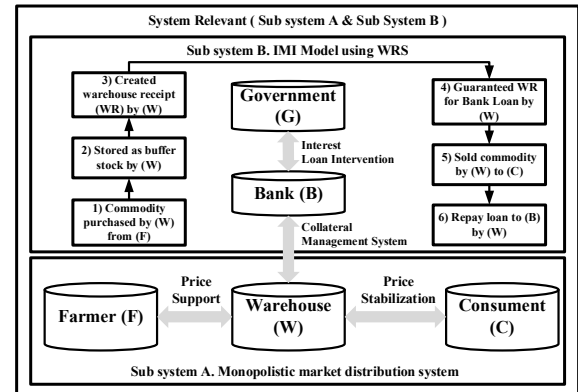 System Relevant ( Sub system A & Sub System B )
Sub system B. IMI Model using WRS
3) Created
warehouse receipt
(WR) by (W)
2) Stored as buffer
stock by (W)
1) Commodity
purchased by (W)
from (F)
Government
(G)
Interest
Loan Intervention
Bank (B)
Collateral
Management System
4) Guaranteed WR
for Bank Loan by
(W)
5) Sold commodity
by (W) to (C)
6) Repay loan to (B)
by (W)
Farmer (F)
Price
Support
Warehouse
(W)
Price
Stabilization
Consument
(C)
Sub system A. Monopolistic market distribution system